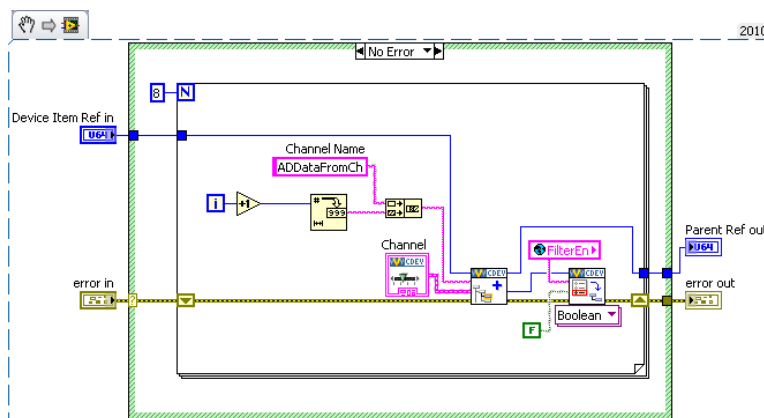 2010
No Error
8 N
Device Item Ref in
U64
Channel Name
ADDataFromCh
i
+1
#
999
Channel
CDEV
CDEV
CDEV
FilterEn
Parent Ref out
U64
error in
?
error out
F
Boolean